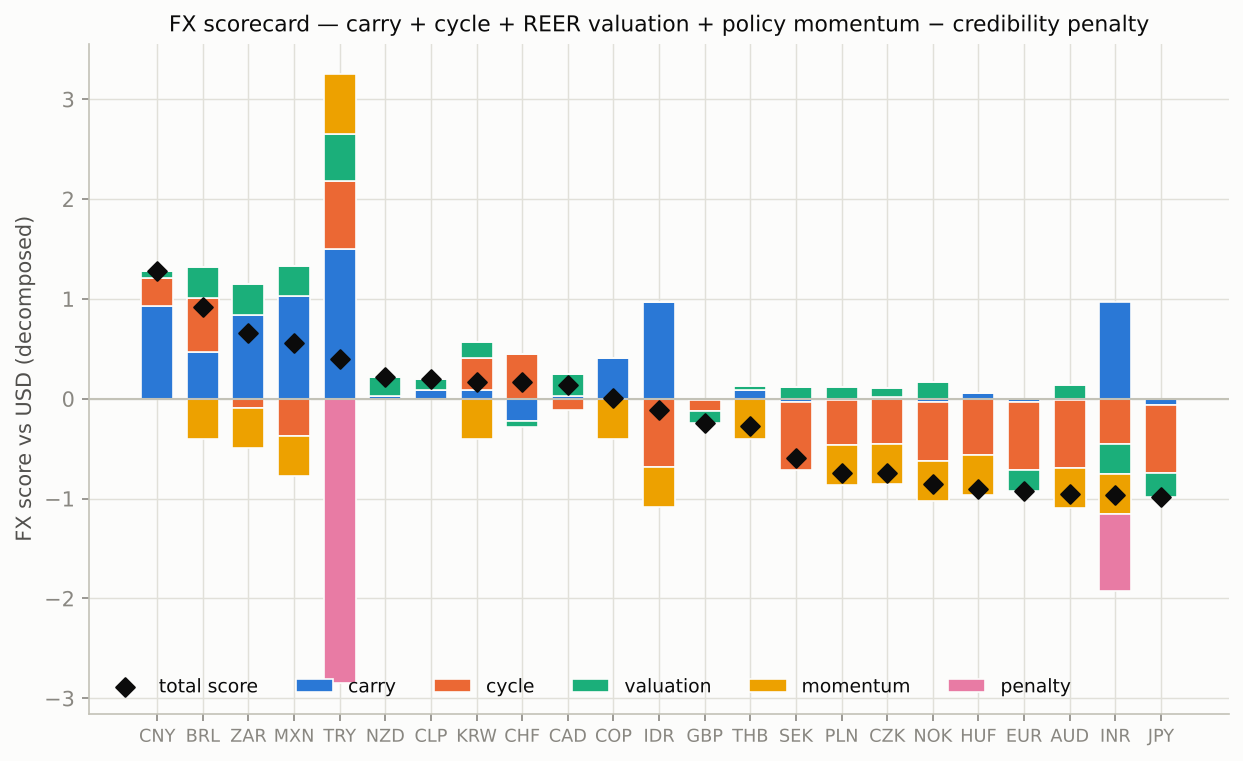 FX scorecard — carry + cycle + REER valuation + policy momentum − credibility penalty
FX score vs USD (decomposed)
3
2
1
0
−1
−2
−3
total score carry cycle valuation momentum penalty
CNY BRL ZAR MXN TRY NZD CLP KRW CHF CAD COP IDR GBP THB SEK PLN CZK NOK HUF EUR AUD INR JPY